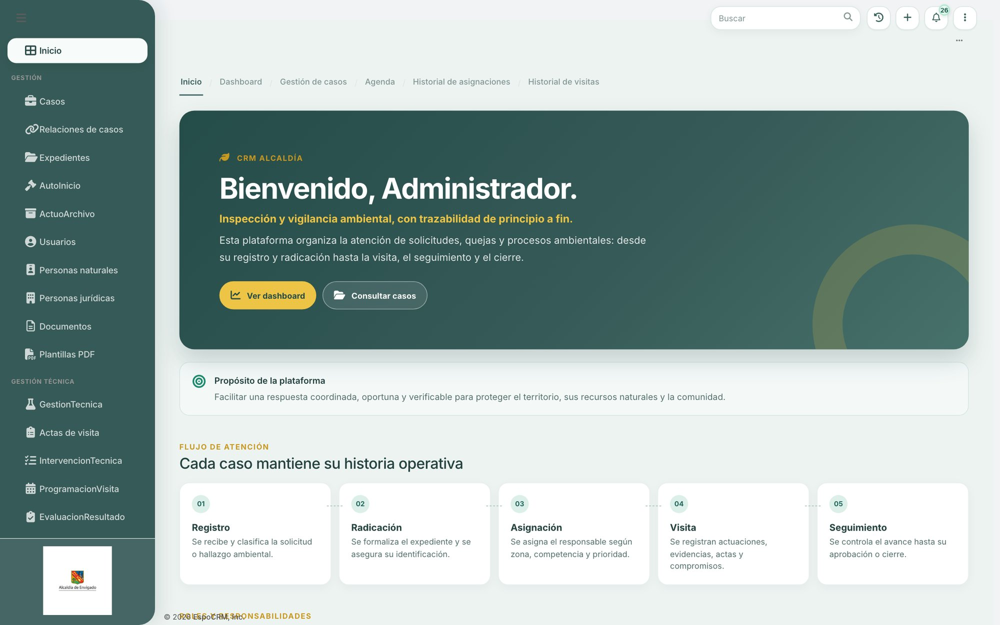 Inicio
GESTIÓN
Casos
Relaciones de casos
Expedientes
AutoInicio
ActuoArchivo
Usuarios
Personas naturales
Personas jurídicas
Documentos
Plantillas PDF
GESTIÓN TÉCNICA
GestionTecnica
Actas de visita
IntervencionTecnica
ProgramacionVisita
EvaluacionResultado
Alcaldía de Envigado
Buscar
26
Inicio / Dashboard / Gestión de casos / Agenda / Historial de asignaciones / Historial de visitas
CRM ALCALDÍA
Bienvenido, Administrador.
Inspección y vigilancia ambiental, con trazabilidad de principio a fin.
Esta plataforma organiza la atención de solicitudes, quejas y procesos ambientales: desde
su registro y radicación hasta la visita, el seguimiento y el cierre.
Ver dashboard
Consultar casos
Propósito de la plataforma
Facilitar una respuesta coordinada, oportuna y verificable para proteger el territorio, sus recursos naturales y la comunidad.
FLUJO DE ATENCIÓN
Cada caso mantiene su historia operativa
01
Registro
Se recibe y clasifica la solicitud
o hallazgo ambiental.
02
Radicación
Se formaliza el expediente y se
asegura su identificación.
03
Asignación
Se asigna el responsable según
zona, competencia y prioridad.
04
Visita
Se registran actuaciones,
evidencias, actas y
compromisos.
05
Seguimiento
Se controla el avance hasta su
aprobación o cierre.
ROLES Y RESPONSABILIDADES
© 2026 EspoCRM, Inc.